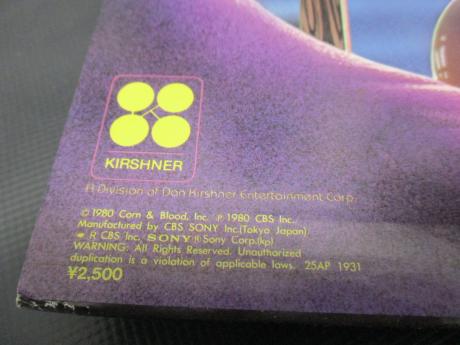 KIRSHNER
A Division of Don Kirshner Entertainment Corp.
© 1980 Corn & Blood, Inc. ℗ 1980 CBS Inc.
Manufactured by CBS SONY Inc.(Tokyo Japan)
R CBS Inc. SONY ® Sony Corp.(kp)
WARNING: All Rights Reserved. Unauthorized
duplication is a violation of applicable laws. 25AP 1931
¥2,500